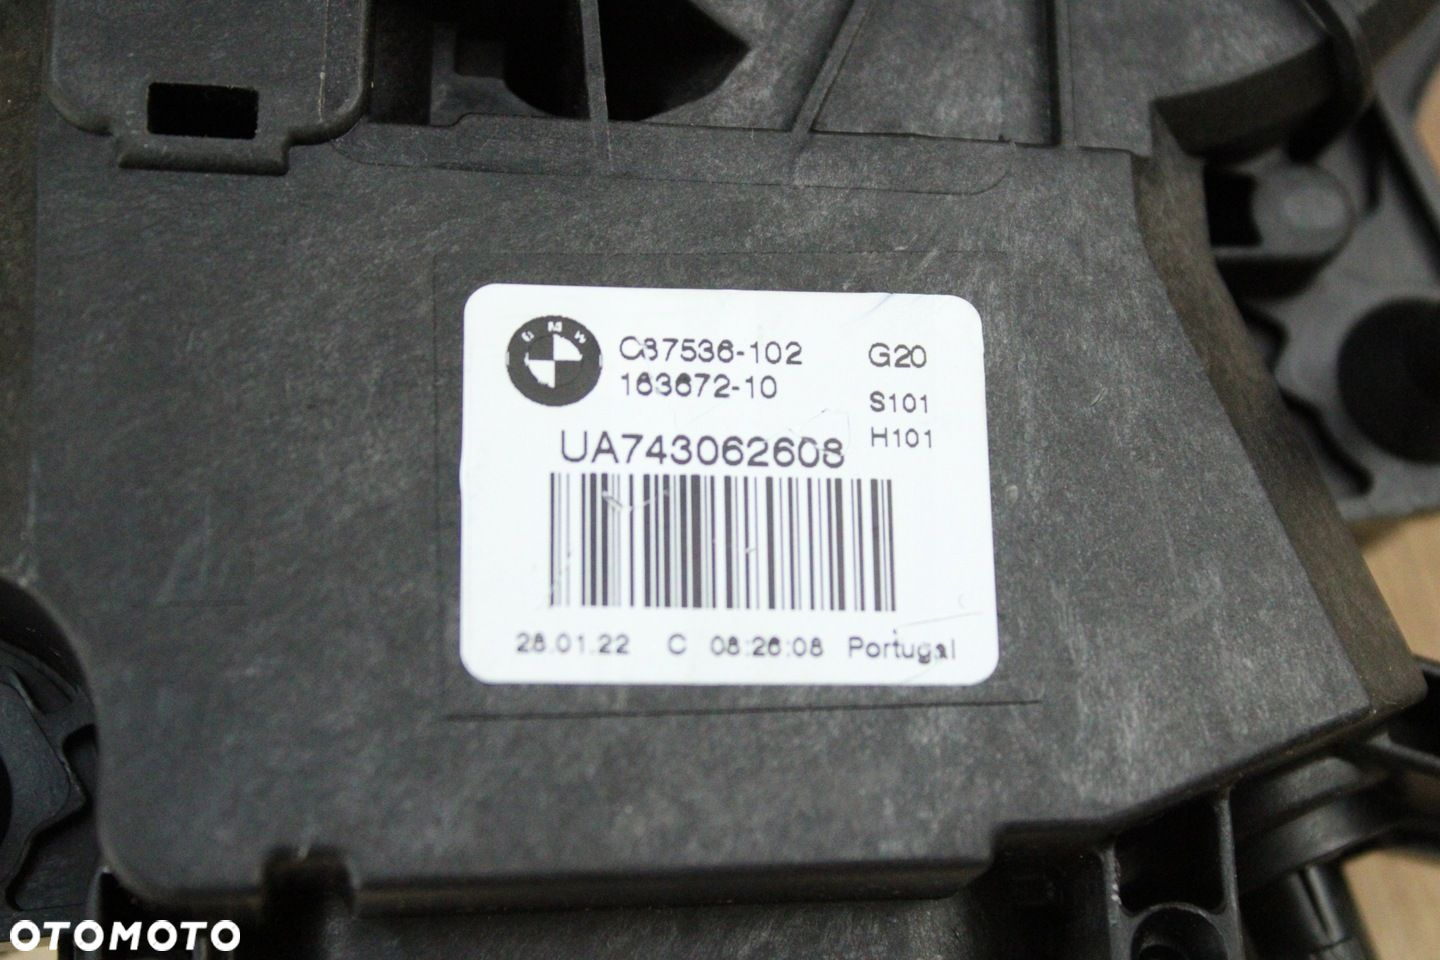 BMW
C87536-102
G20
163672-10
S101
H101
UA743062608
28.01.22 C 08:26:08 Portugal
OTOMOTO